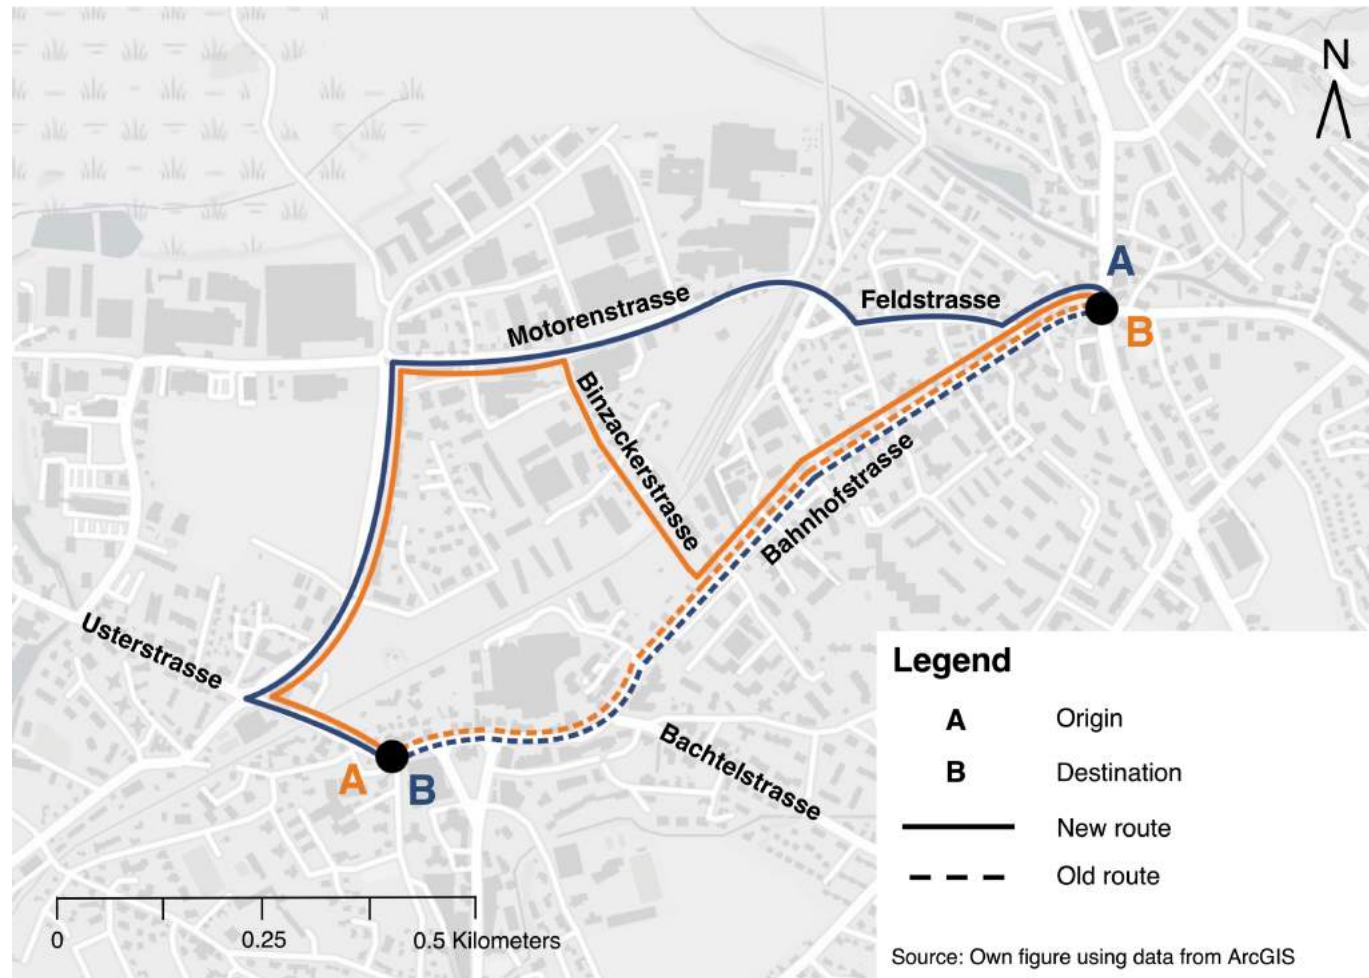 N
A
B
Feldstrasse
Motorenstrasse
Binzackerstrasse
Bahnhofstrasse
Usterstrasse
A
B
Bachtelstrasse
Legend
A Origin
B Destination
New route
Old route
0 0.25 0.5 Kilometers
Source: Own figure using data from ArcGIS